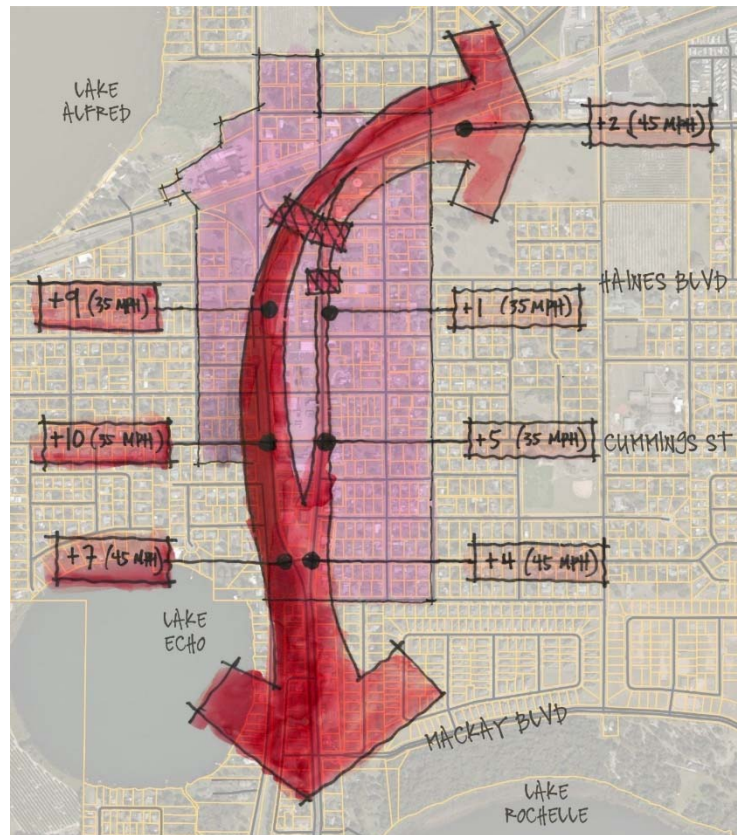 LAKE
ALFRED
+2 (45 MPH)
HAINES BLVD
+9 (35 MPH)
+1 (35 MPH)
+10 (35 MPH)
+5 (35 MPH)
CUMMINGS ST
+7 (45 MPH)
+4 (45 MPH)
LAKE
ECHO
MACKAY BLVD
LAKE
ROCHELLE